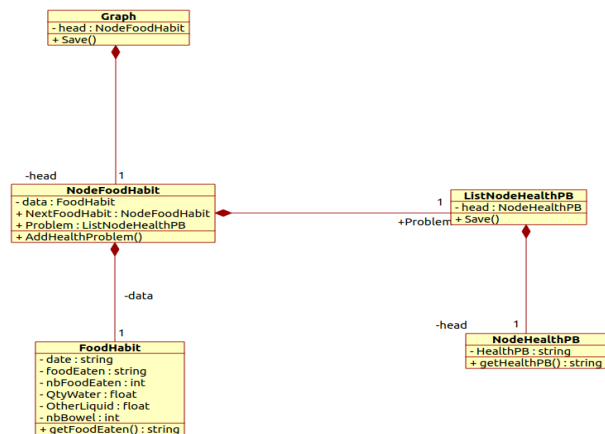 Graph
- head : NodeFoodHabit
+ Save()
-head
1
NodeFoodHabit
- data : FoodHabit
+ NextFoodHabit : NodeFoodHabit
+ Problem : ListNodeHealthPB
+ AddHealthProblem()
1
+Problem
ListNodeHealthPB
- head : NodeHealthPB
+ Save()
-data
1
-head
1
FoodHabit
- date : string
- foodEaten : string
- nbFoodEaten : int
- QtyWater : float
- OtherLiquid : float
- nbBowel : int
+ getFoodEaten() : string
NodeHealthPB
- HealthPB : string
+ getHealthPB() : string